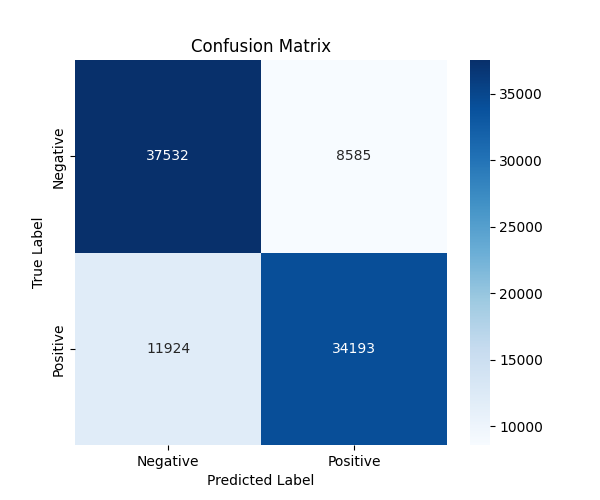 Confusion Matrix
True Label
Negative
37532
8585
Positive
11924
34193
Negative
Positive
Predicted Label
35000
30000
25000
20000
15000
10000